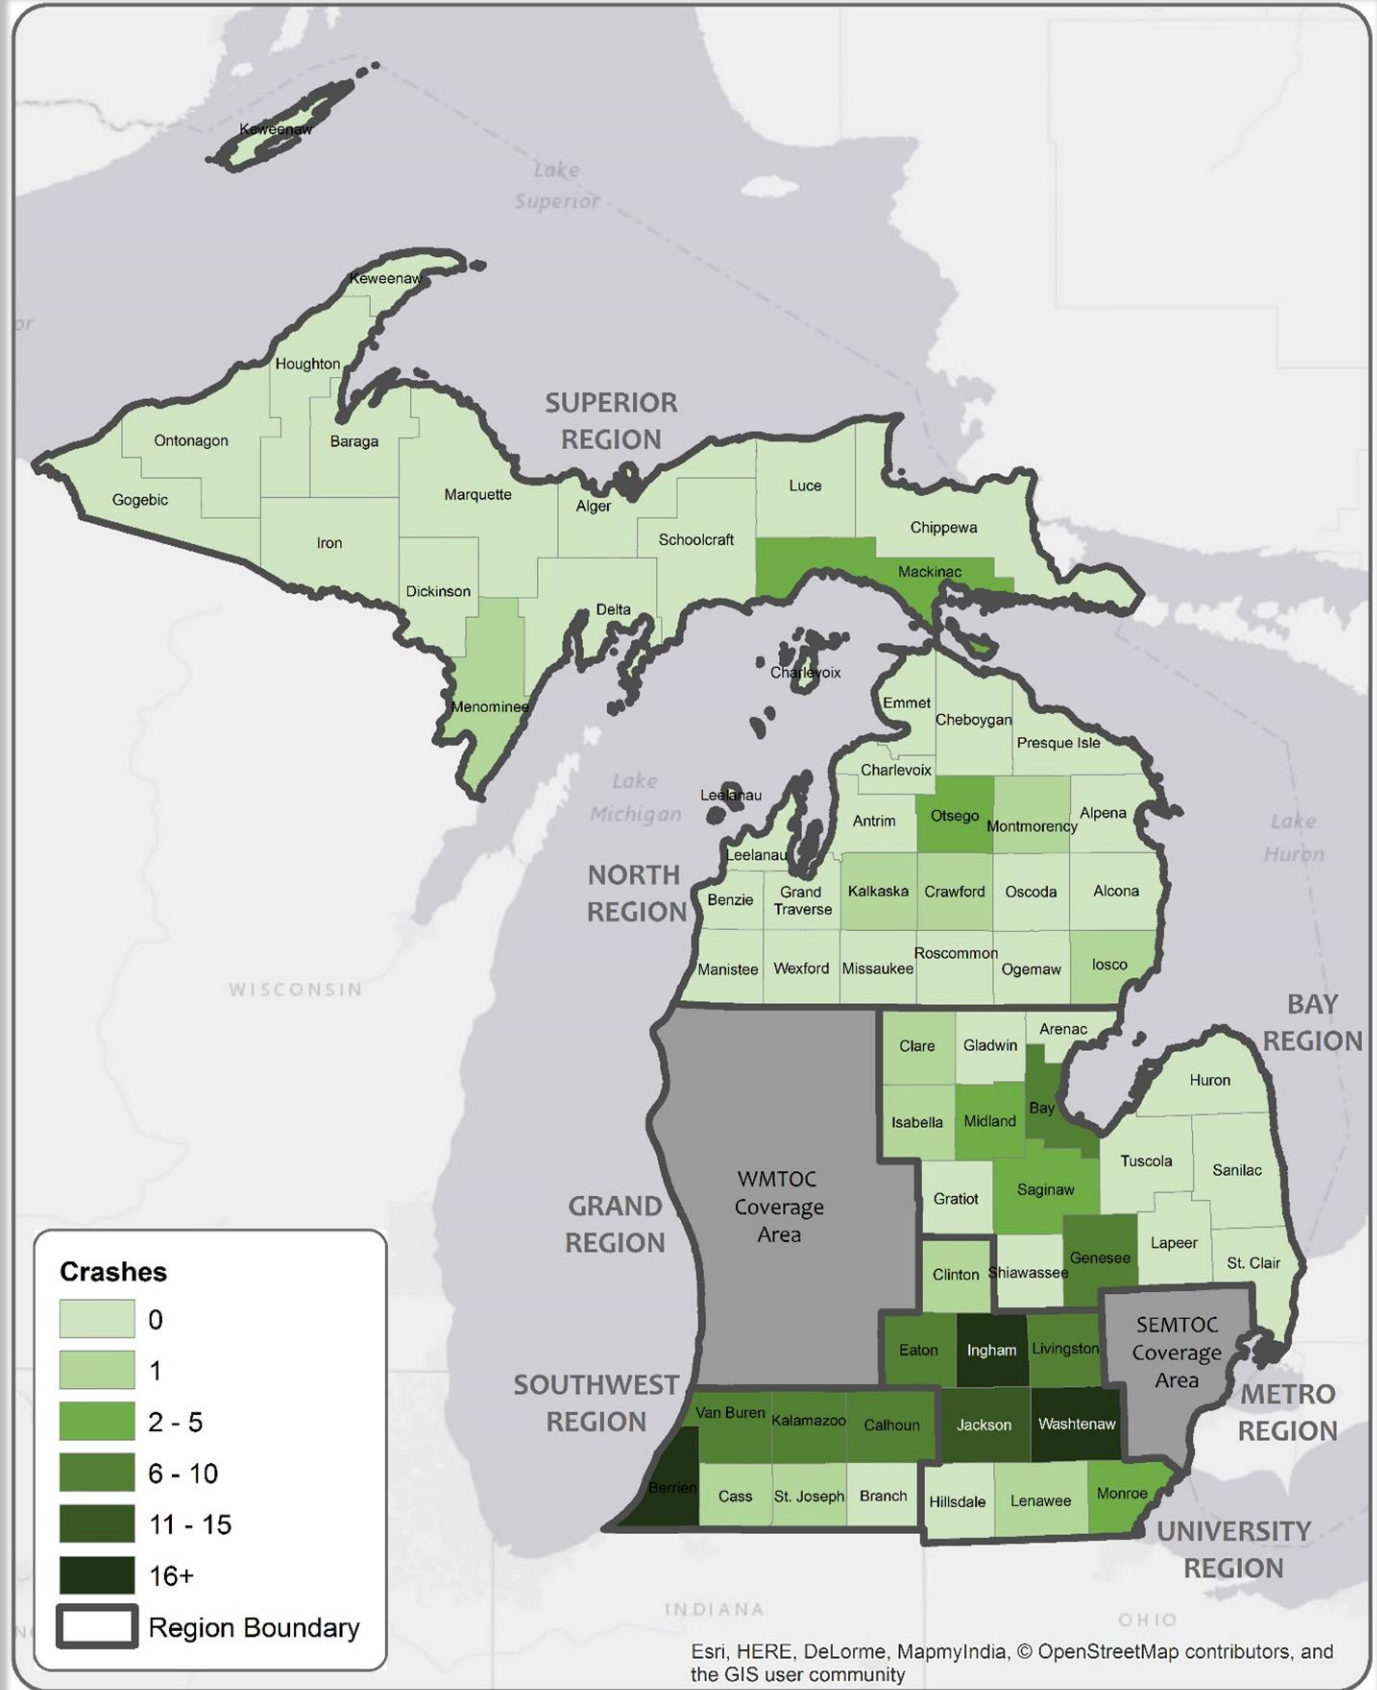 Keweenaw
Lake
Superior
Keweenaw
or
Houghton
SUPERIOR
REGION
Ontonagon
Baraga
Gogebic
Marquette
Alger
Luce
Schoolcraft
Chippewa
Iron
Mackinac
Dickinson
Delta
Menominee
Charlevoix
Emmet
Cheboygan
Presque Isle
Charlevoix
Lake
Michigan
Leelanau
Antrim
Otsego
Montmorency
Alpena
Lake
Huron
Leelanau
NORTH
REGION
Benzie
Grand
Traverse
Kalkaska
Crawford
Oscoda
Alcona
Manistee
Wexford
Missaukee
Roscommon
Ogemaw
Iosco
WISCONSIN
BAY
REGION
Clare
Gladwin
Arenac
Huron
Isabella
Midland
Bay
Tuscola
Sanilac
WMTOC
Coverage
Area
Gratiot
Saginaw
GRAND
REGION
Lapeer
Genesee
St. Clair
Clinton
Shiawassee
SEMTOC
Coverage
Area
Eaton
Ingham
Livingston
SOUTHWEST
REGION
METRO
REGION
Van Buren
Kalamazoo
Calhoun
Jackson
Washtenaw
Berrien
Cass
St. Joseph
Branch
Hillsdale
Lenawee
Monroe
UNIVERSITY
REGION
INDIANA
OHIO
Crashes
0
1
2 - 5
6 - 10
11 - 15
16+
Region Boundary
Esri, HERE, DeLorme, MapmyIndia, © OpenStreetMap contributors, and
the GIS user community